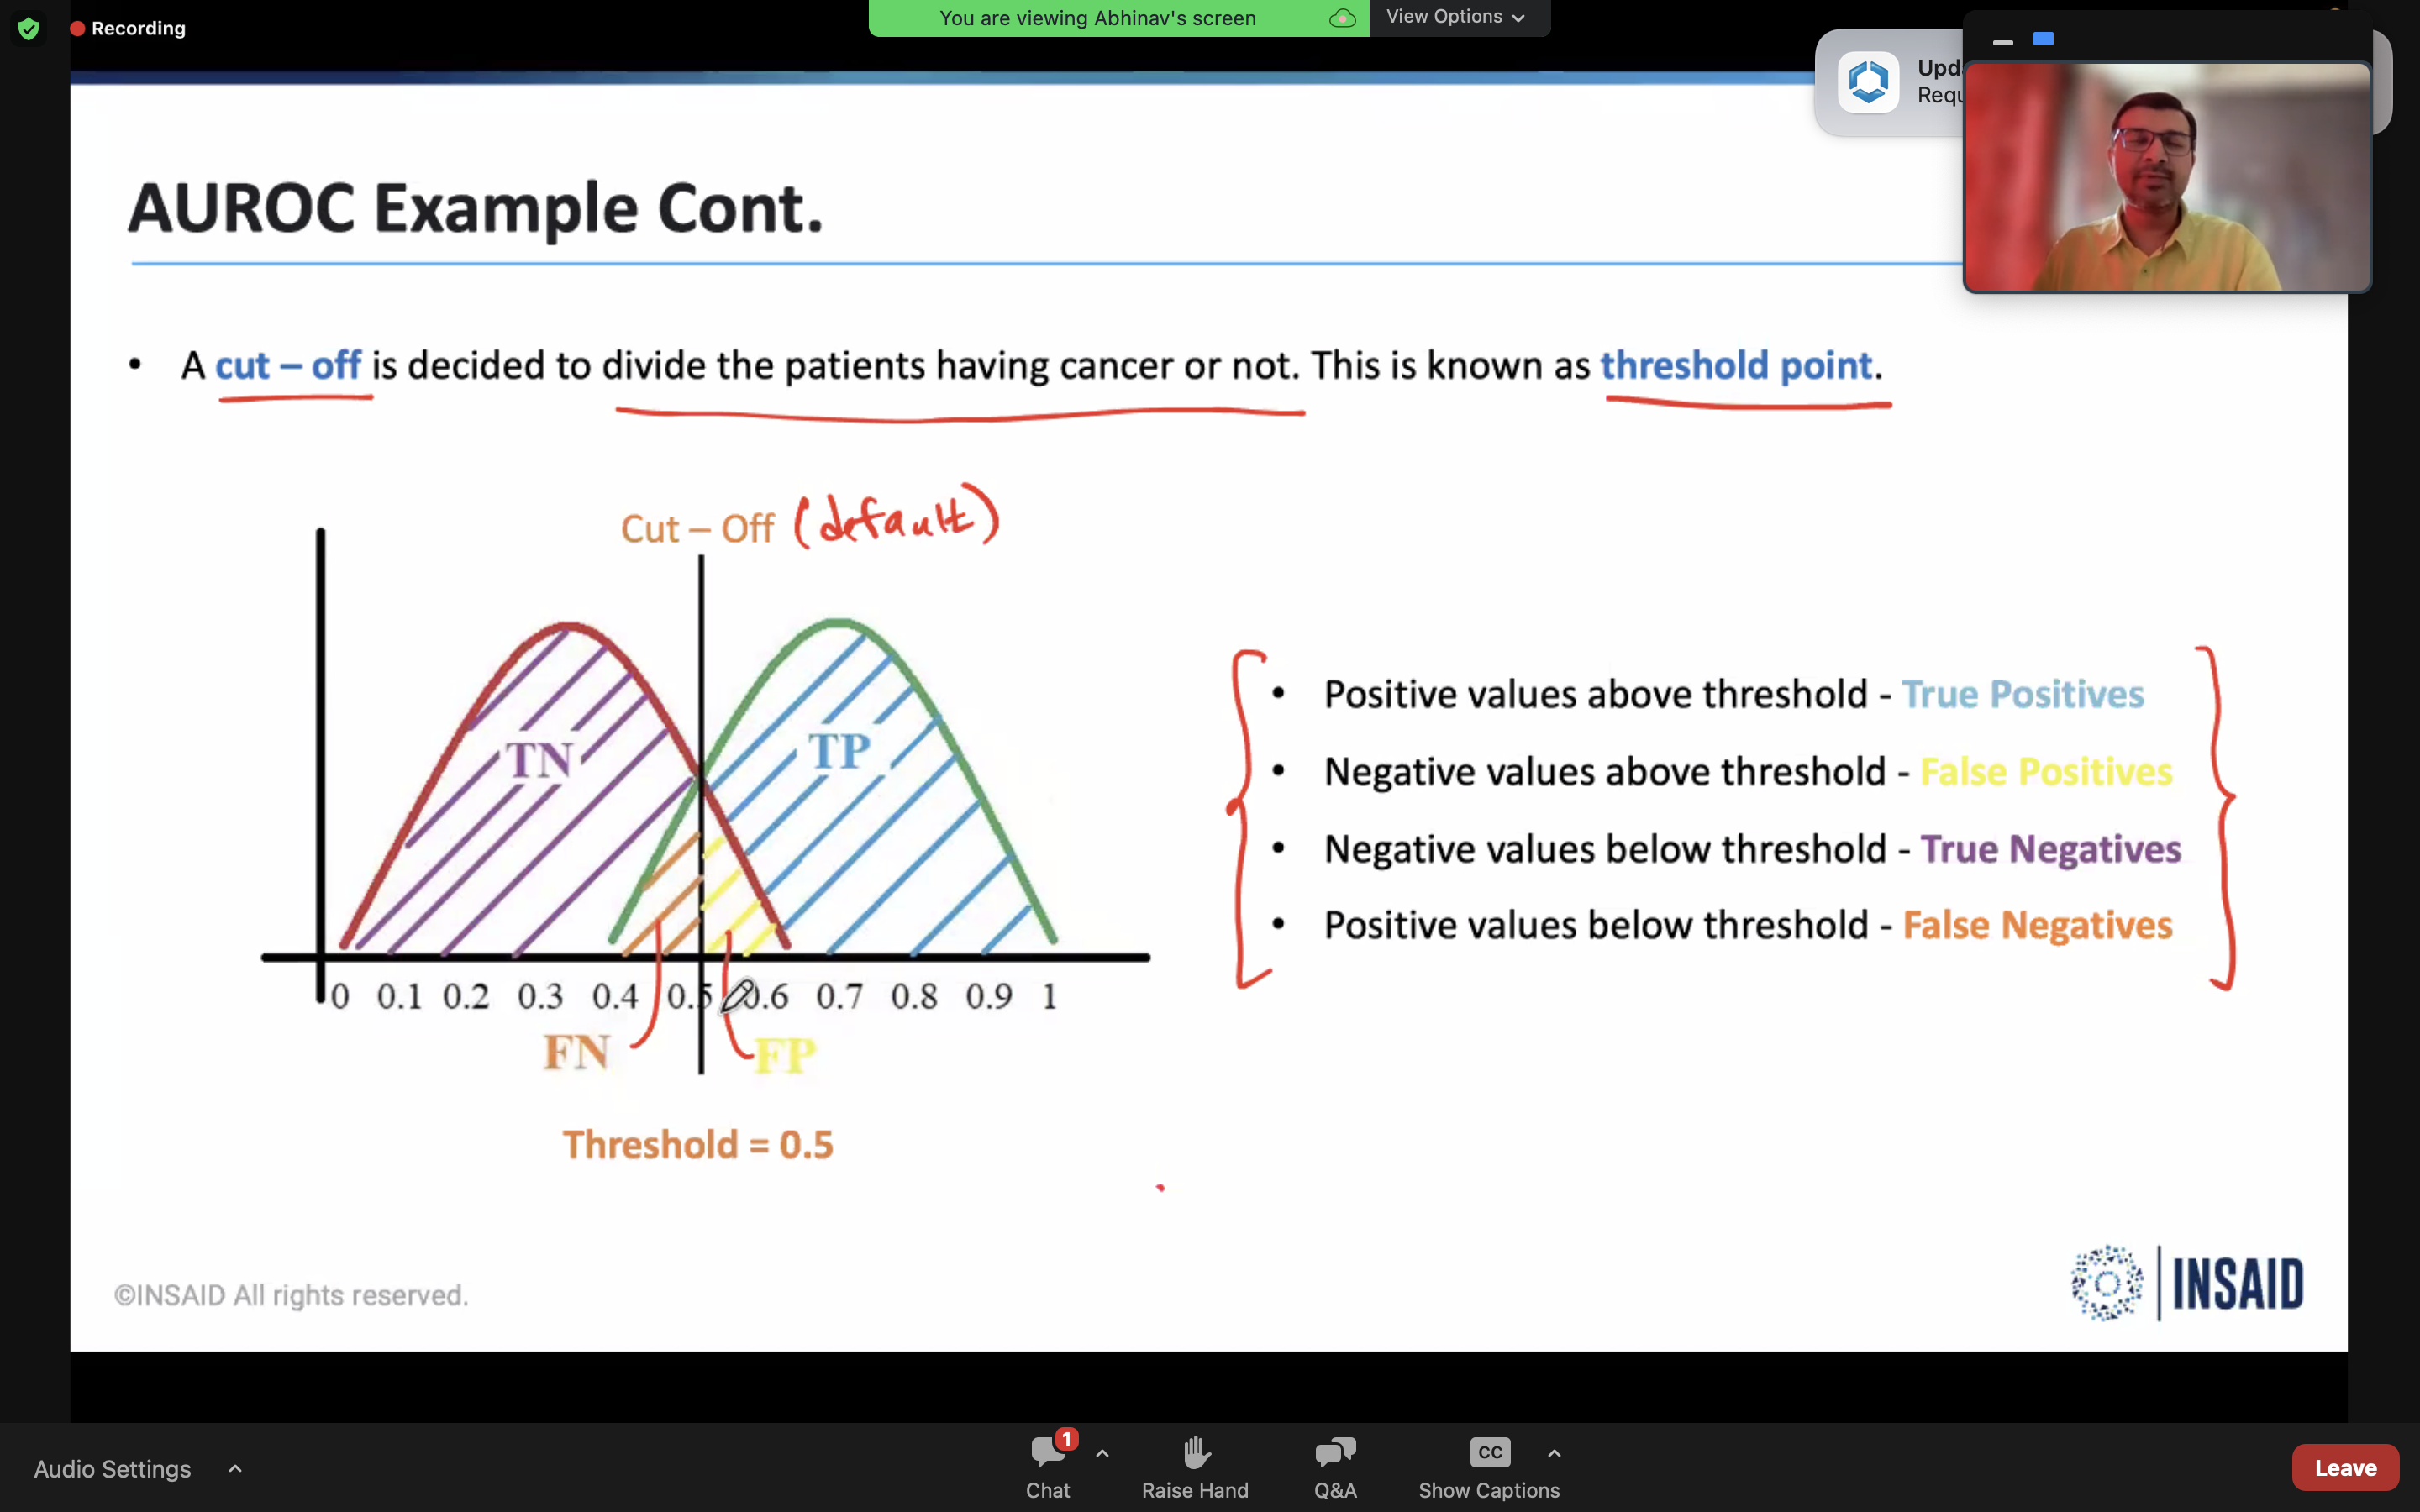 Recording
You are viewing Abhinav's screen
View Options
Upd
Requ
AUROC Example Cont.
• A cut – off is decided to divide the patients having cancer or not. This is known as threshold point.
Cut – Off (default)
TN
TP
• Positive values above threshold - True Positives
• Negative values above threshold - False Positives
• Negative values below threshold - True Negatives
• Positive values below threshold - False Negatives
0 0.1 0.2 0.3 0.4 0.5 0.6 0.7 0.8 0.9 1
FN
FP
Threshold = 0.5
©INSAID All rights reserved.
INSAID
Audio Settings
1
Chat
Raise Hand
Q&A
CC
Show Captions
Leave